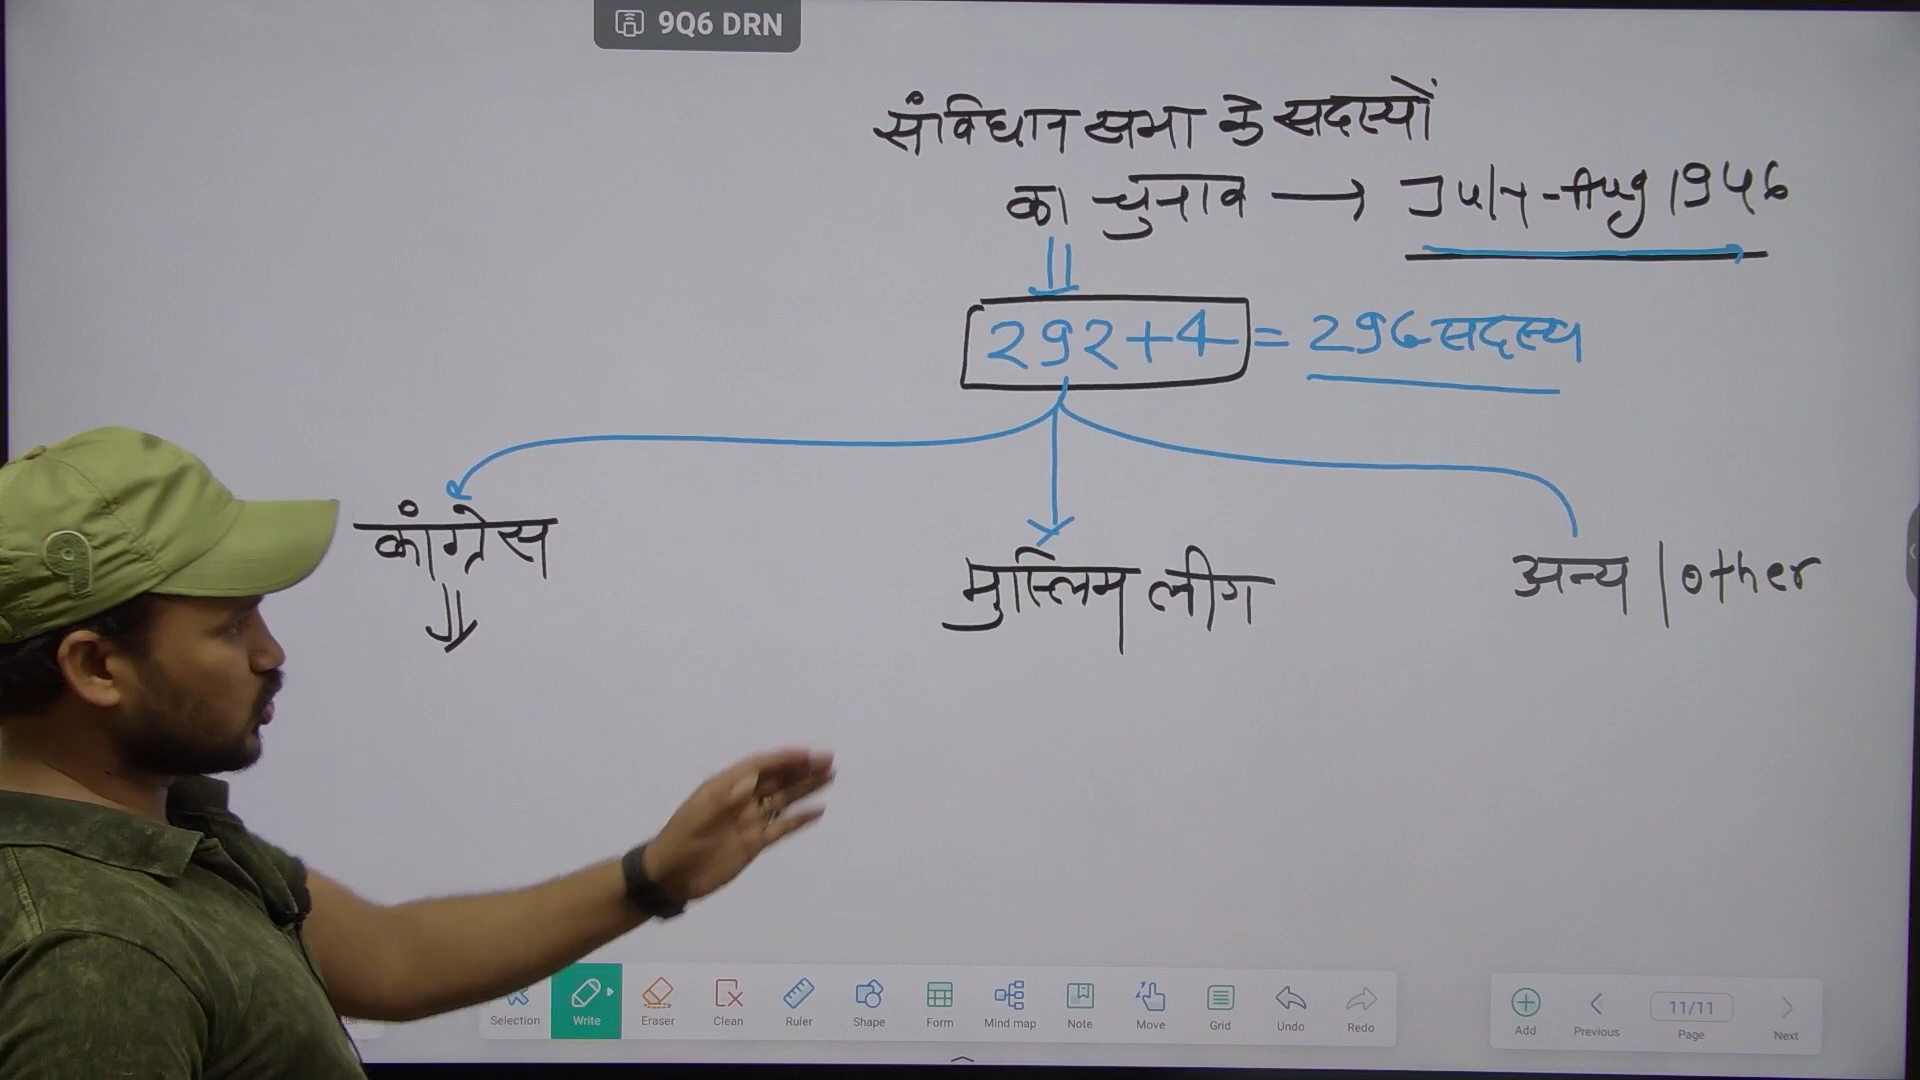 9Q6 DRN
संविधान सभा के सदस्यों
का चुनाव → July-Aug 1946
292+4 = 296 सदस्य
कांग्रेस
मुस्लिम लीग
अन्य | other
9
Selection Write Eraser Clean Ruler Shape Form Mind map Note Move Grid Undo Redo
Add Previous 11/11 Page Next